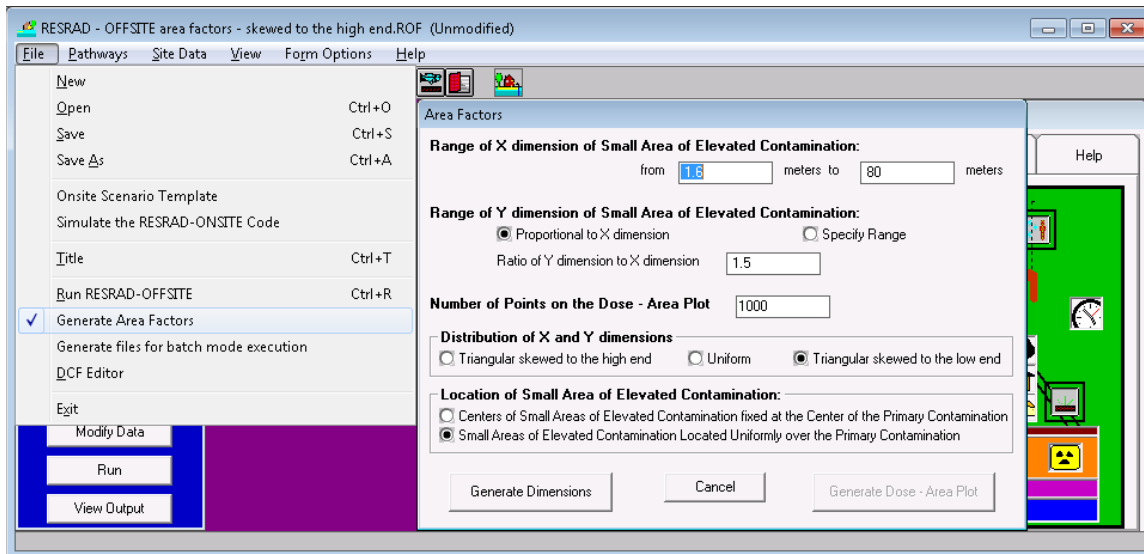 RESRAD - OFFSITE area factors - skewed to the high end.ROF (Unmodified)
File Pathways Site Data View Form Options Help
New
Open Ctrl+O
Save Ctrl+S
Save As Ctrl+A
Onsite Scenario Template
Simulate the RESRAD-ONSITE Code
Title Ctrl+T
Run RESRAD-OFFSITE Ctrl+R
Generate Area Factors
Generate files for batch mode execution
DCF Editor
Exit
Modify Data
Run
View Output
Area Factors
Range of X dimension of Small Area of Elevated Contamination:
from 1.6 meters to 80 meters
Range of Y dimension of Small Area of Elevated Contamination:
Proportional to X dimension Specify Range
Ratio of Y dimension to X dimension 1.5
Number of Points on the Dose - Area Plot 1000
Distribution of X and Y dimensions
Triangular skewed to the high end Uniform Triangular skewed to the low end
Location of Small Area of Elevated Contamination:
Centers of Small Areas of Elevated Contamination fixed at the Center of the Primary Contamination
Small Areas of Elevated Contamination Located Uniformly over the Primary Contamination
Generate Dimensions Cancel Generate Dose - Area Plot
Help